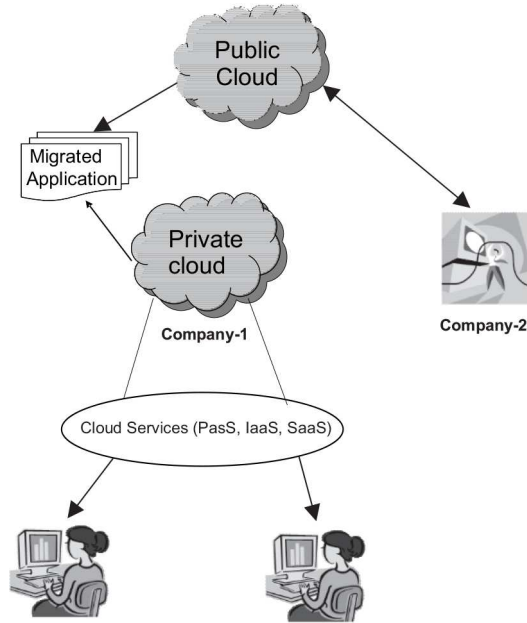 Public
Cloud
Migrated
Application
Private
cloud
Company-1
Company-2
Cloud Services (PasS, IaaS, SaaS)